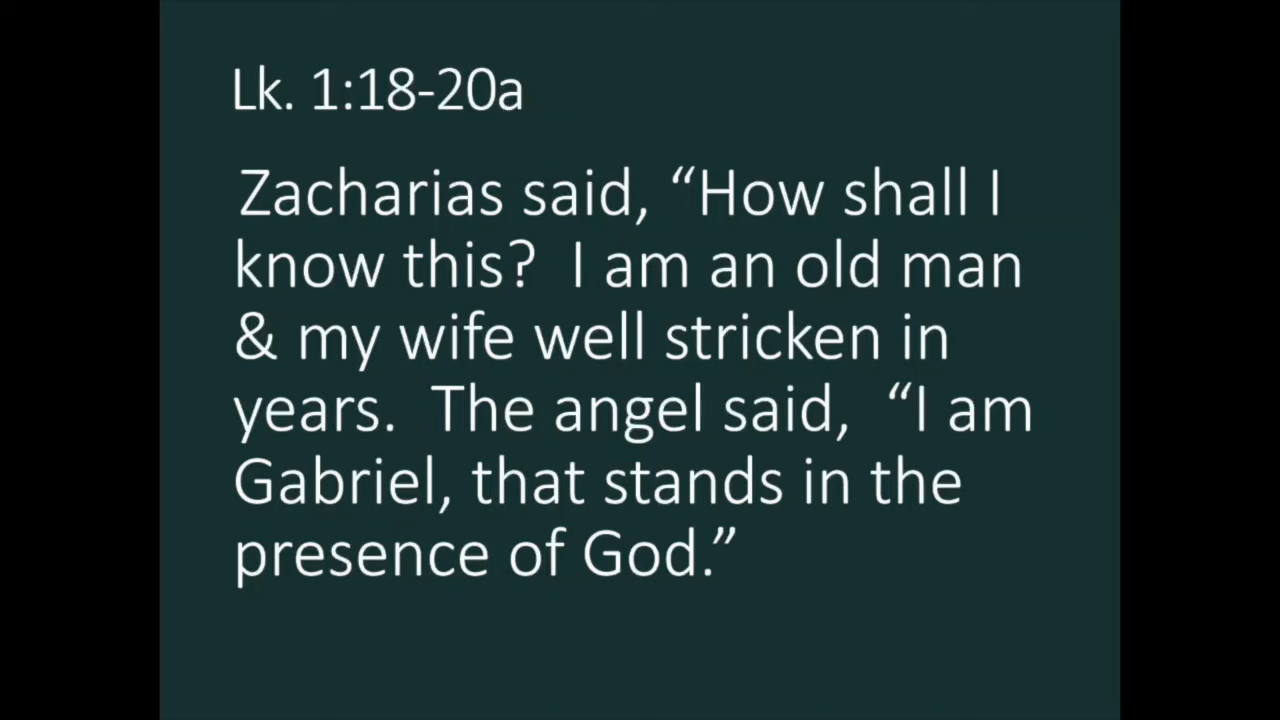 Lk. 1:18-20a
Zacharias said, “How shall I
know this?  I am an old man
& my wife well stricken in
years.  The angel said,  “I am
Gabriel, that stands in the
presence of God.”